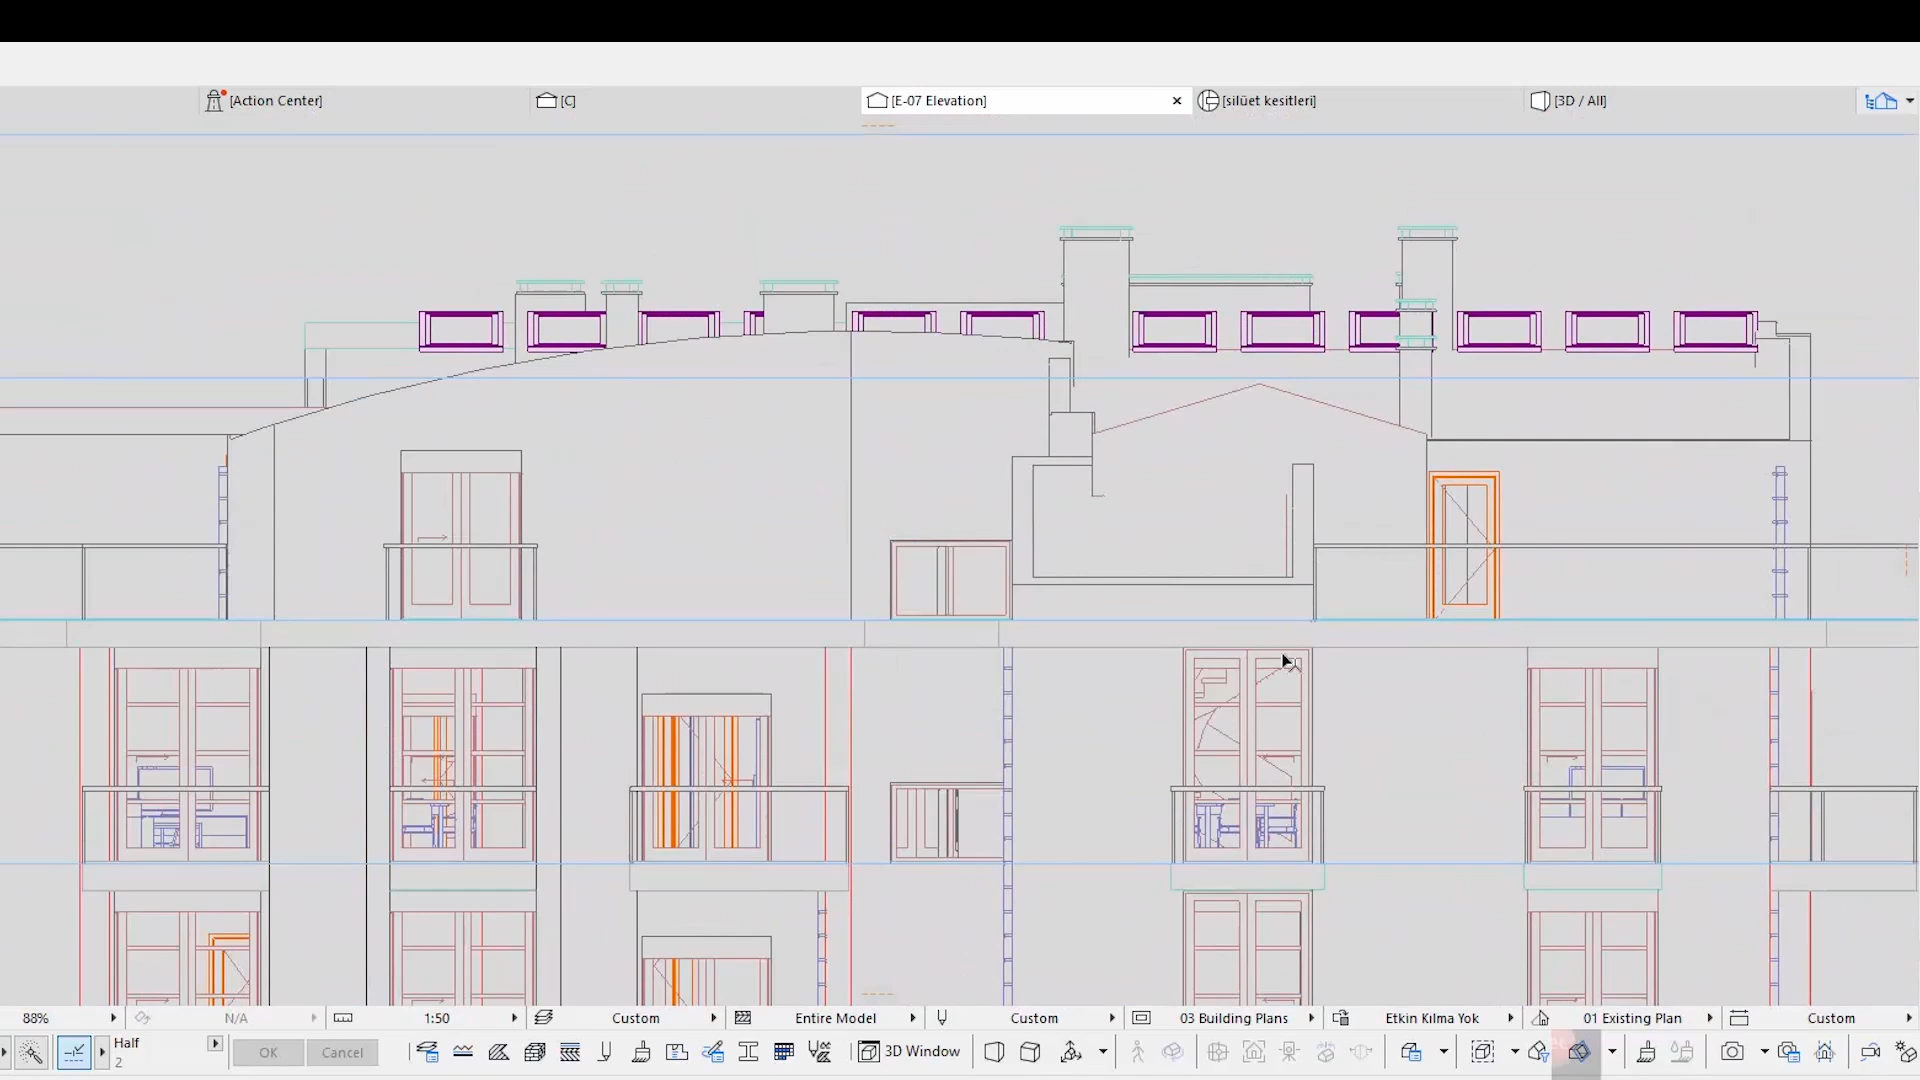 [Action Center]
[C]
[E-07 Elevation]
[silüet kesitleri]
[3D / All]
88%
N/A
1:50
Custom
Entire Model
Custom
03 Building Plans
Etkin Kılma Yok
01 Existing Plan
Custom
Half
2
OK
Cancel
3D Window